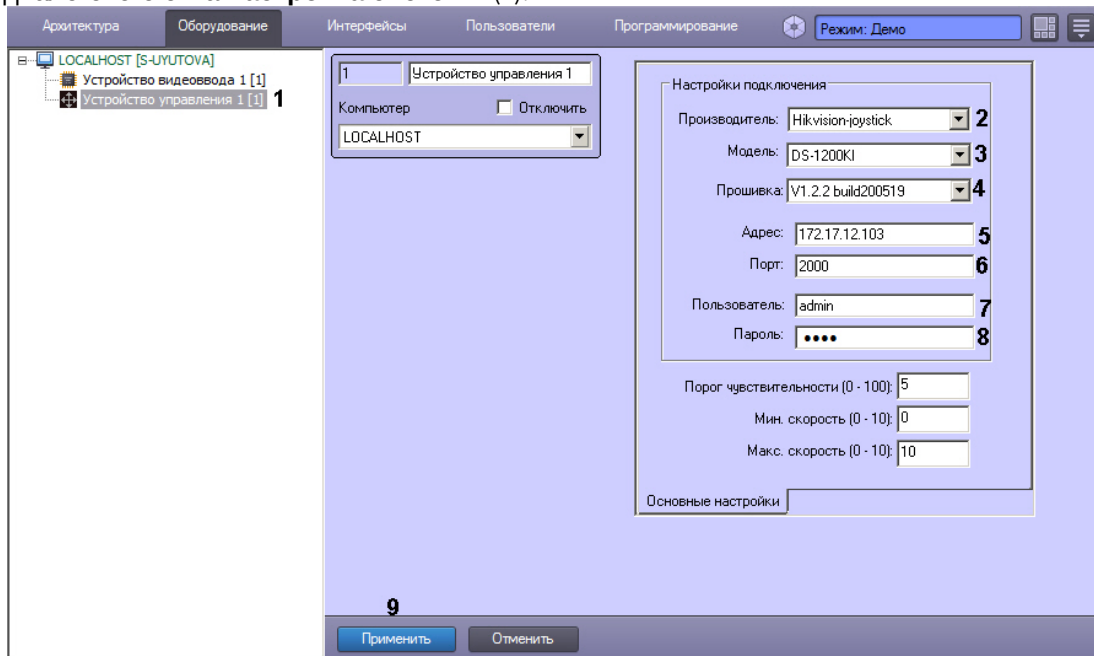 Архитектура Оборудование Интерфейсы Пользователи Программирование Режим: Демо
LOCALHOST [S-UYUTOVA]
Устройство видеоввода 1 [1]
Устройство управления 1 [1] 1
1 Устройство управления 1
Компьютер Отключить
LOCALHOST
Настройки подключения
Производитель: Hikvision-joystick 2
Модель: DS-1200KI 3
Прошивка: V1.2.2 build200519 4
Адрес: 172.17.12.103 5
Порт: 2000 6
Пользователь: admin 7
Пароль: •••• 8
Порог чувствительности (0 - 100): 5
Мин. скорость (0 - 10): 0
Макс. скорость (0 - 10): 10
Основные настройки
9
Применить Отменить